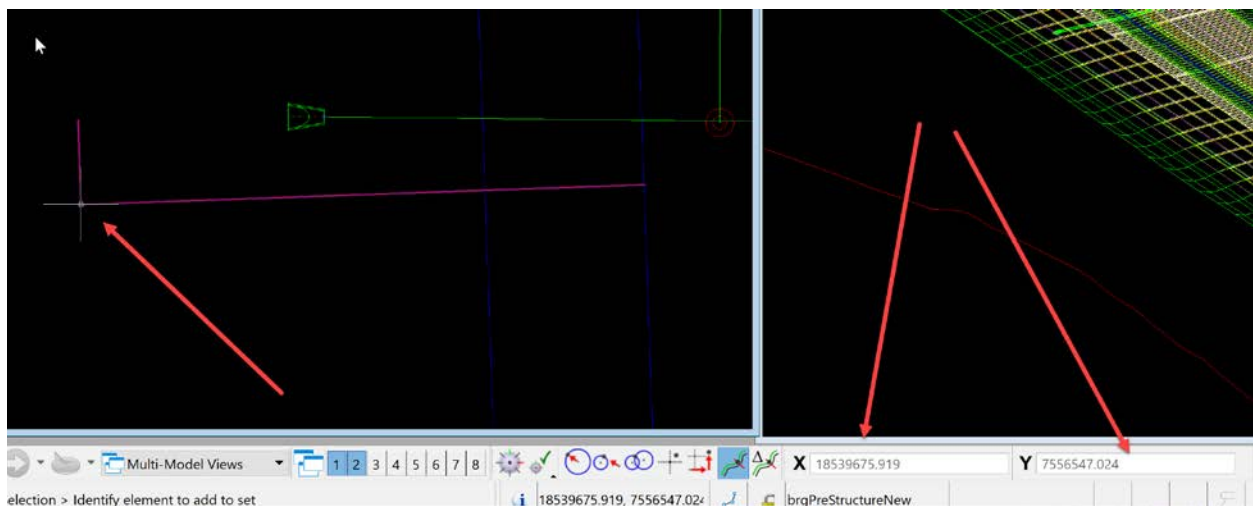 Multi-Model Views 1 2 3 4 5 6 7 8 X 18539675.919 Y 7556547.024
election > Identify element to add to set 18539675.919, 7556547.02 brgPreStructureNew